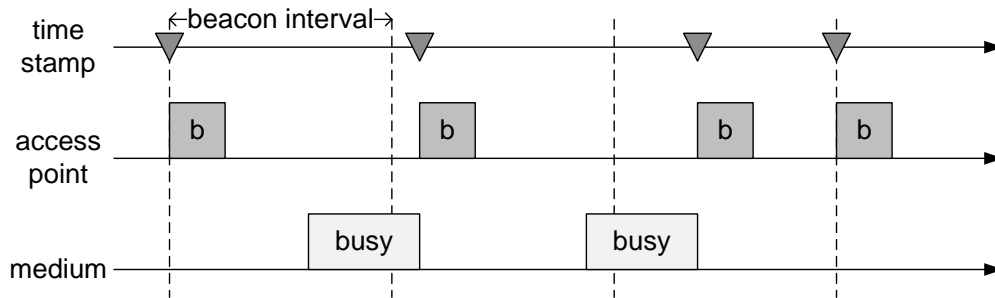 beacon interval
time
stamp
access
point
b
b
b
b
medium
busy
busy